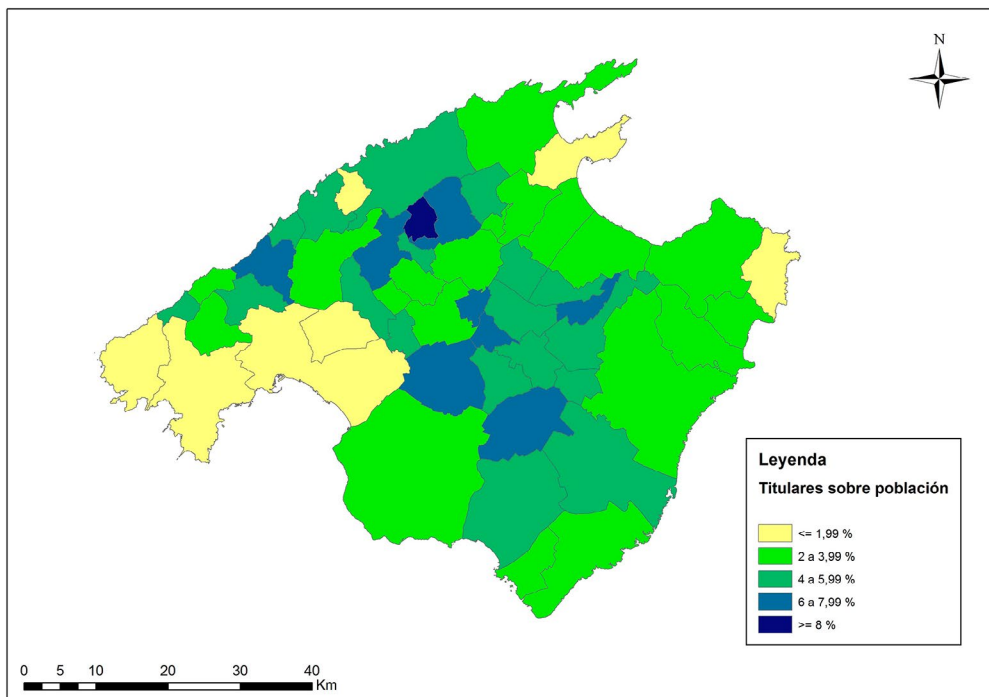 N
Leyenda
Titulares sobre población
<= 1,99 %
2 a 3,99 %
4 a 5,99 %
6 a 7,99 %
>= 8 %
0 5 10 20 30 40
Km